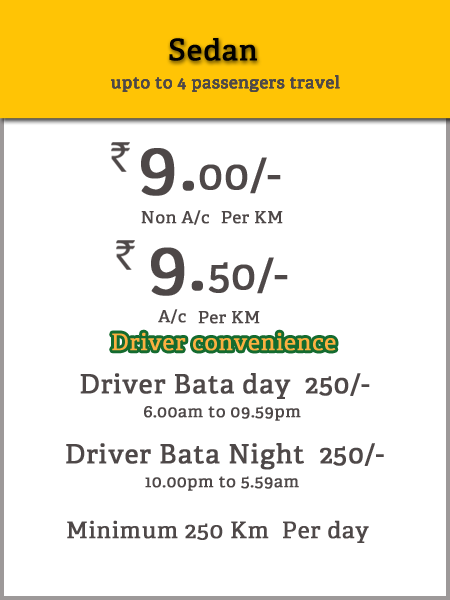 Sedan
upto to 4 passengers travel
₹ 9.00/-
Non A/c Per KM
₹ 9.50/-
A/c Per KM
Driver convenience
Driver Bata day 250/-
6.00am to 09.59pm
Driver Bata Night 250/-
10.00pm to 5.59am
Minimum 250 Km Per day